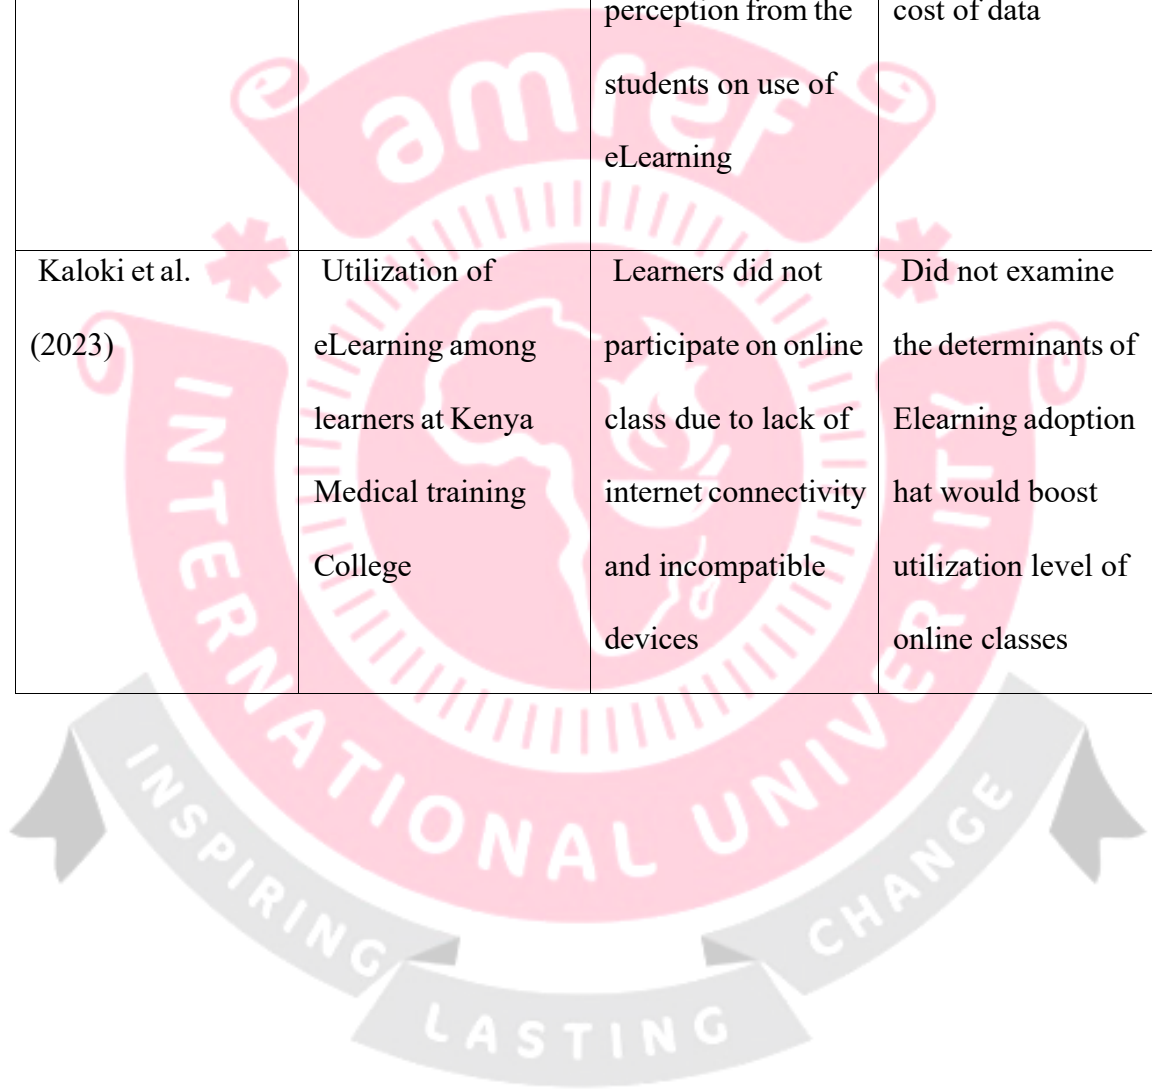 perception from the
students on use of
eLearning
cost of data
Kaloki et al.
(2023)
Utilization of
eLearning among
learners at Kenya
Medical training
College
Learners did not
participate on online
class due to lack of
internet connectivity
and incompatible
devices
Did not examine
the determinants of
Elearning adoption
hat would boost
utilization level of
online classes
amref
INTERNATIONAL UNIVERSITY
INSPIRING
LASTING
CHANGE